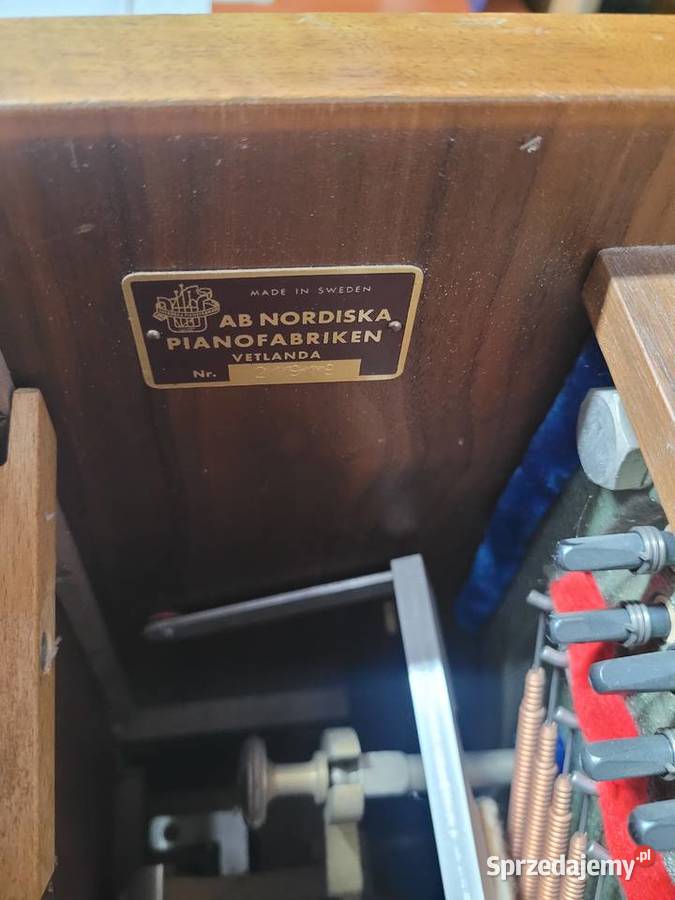 MADE IN SWEDEN
AB NORDISKA
PIANOFABRIKEN
VETLANDA
Nr.
Sprzedajemy.pl